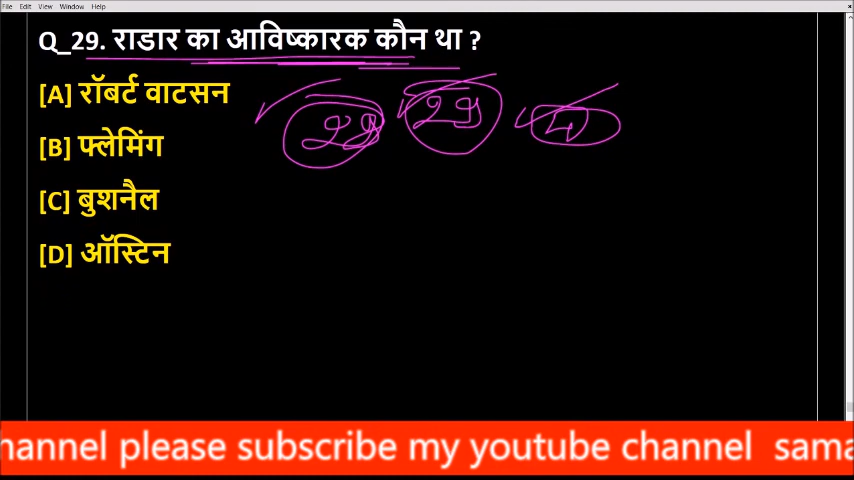 File Edit View Window Help
Q_29. राडार का आविष्कारक कौन था ?
[A] रॉबर्ट वाटसन
[B] फ्लेमिंग
[C] बुशनैल
[D] ऑस्टिन
hannel please subscribe my youtube channel sama